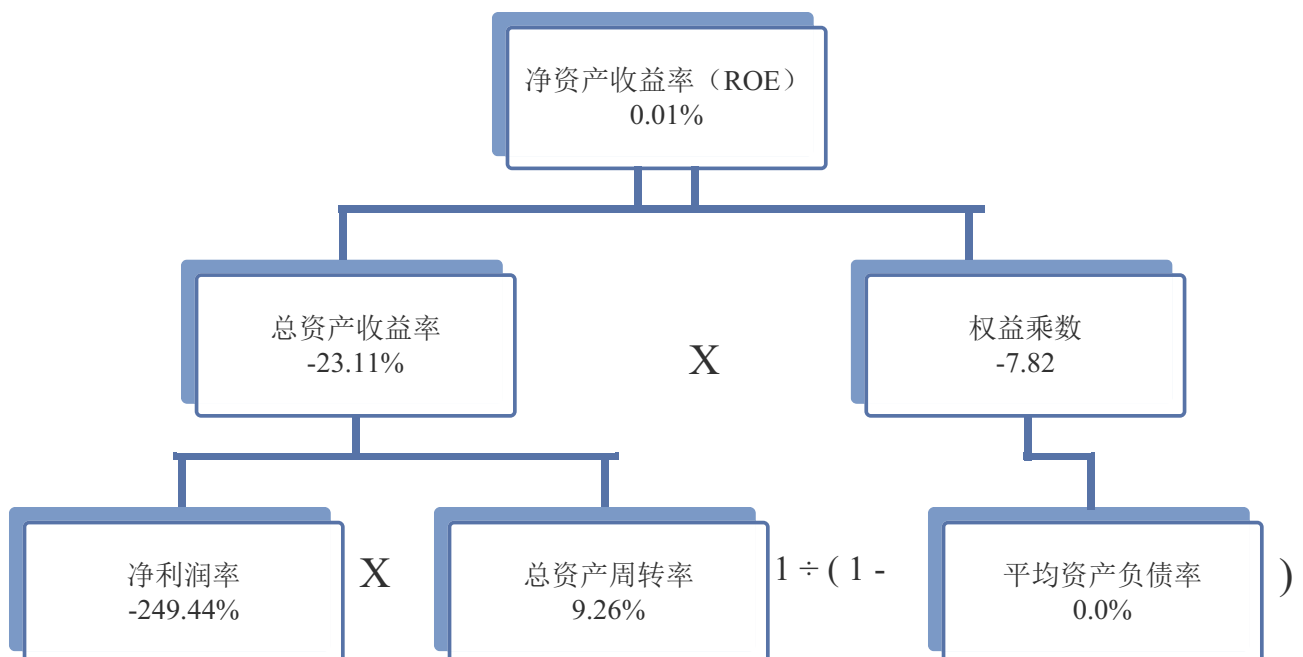 净资产收益率（ROE）
0.01%
总资产收益率
-23.11%
X
权益乘数
-7.82
净利润率
-249.44%
X
总资产周转率
9.26%
1 ÷ ( 1 -
平均资产负债率
0.0%
)